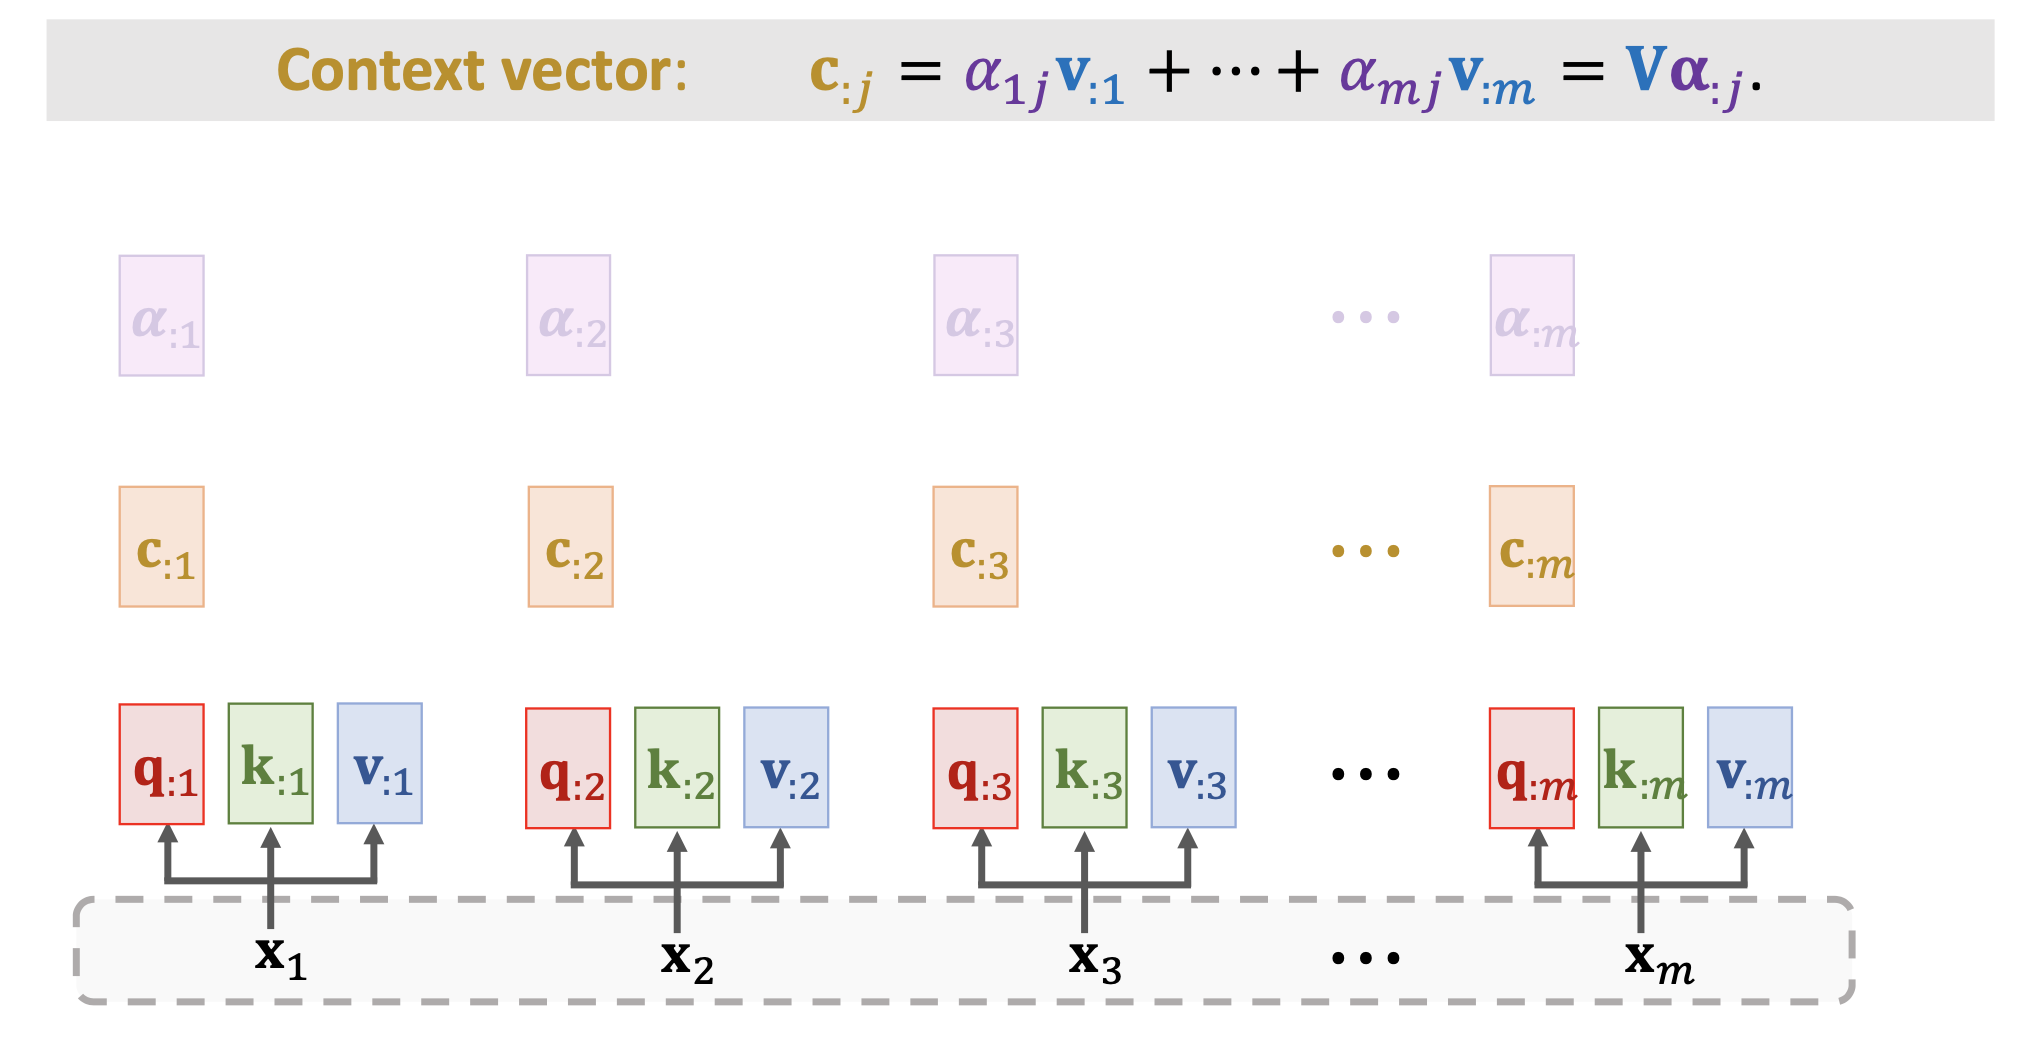 Context vector: c:j = α1jv:1 + ⋯ + αmjv:m = Vα:j.
α:1 α:2 α:3 ⋯ α:m
c:1 c:2 c:3 ⋯ c:m
q:1 k:1 v:1 q:2 k:2 v:2 q:3 k:3 v:3 ⋯ q:m k:m v:m
x1 x2 x3 ⋯ xm